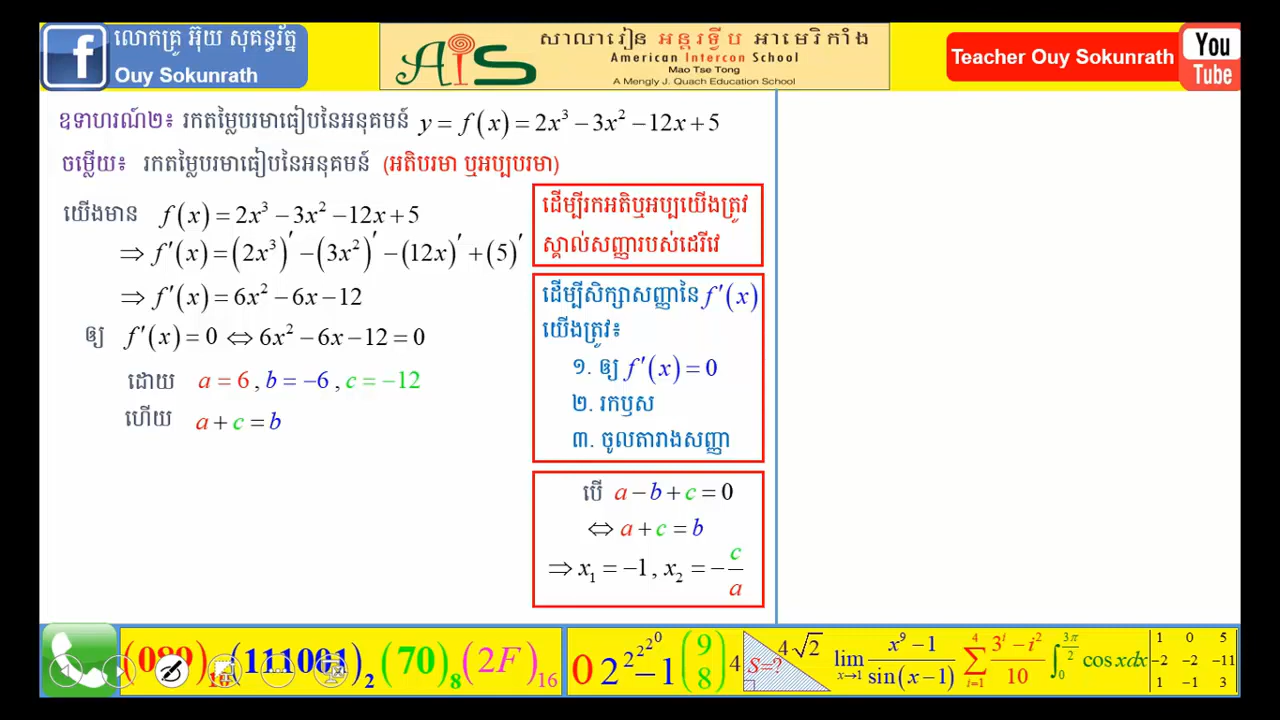 លោកគ្រូ អ៊ុយ សុគន្ធរ័ត្ន
Ouy Sokunrath
សាលារៀន អន្តរទ្វីប អាមេរិកាំង
American Intercon School
Mao Tse Tong
A Mengly J. Quach Education School
AiS
Teacher Ouy Sokunrath
You
Tube
ឧទាហរណ៍២៖ រកតម្លៃបរមាធៀបនៃអនុគមន៍ y = f(x) = 2x³ − 3x² − 12x + 5
ចម្លើយ៖ រកតម្លៃបរមាធៀបនៃអនុគមន៍ (អតិបរមា ឬអប្បបរមា)
យើងមាន f(x) = 2x³ − 3x² − 12x + 5
⇒ f′(x) = (2x³)′ − (3x²)′ − (12x)′ + (5)′
⇒ f′(x) = 6x² − 6x − 12
ឲ្យ f′(x) = 0 ⇔ 6x² − 6x − 12 = 0
ដោយ a = 6 , b = −6 , c = −12
ហើយ a + c = b
ដើម្បីរកអតិឬអប្បយើងត្រូវ
ស្គាល់សញ្ញារបស់ដេរីវេ
ដើម្បីសិក្សាសញ្ញានៃ f′(x)
យើងត្រូវ៖
១. ឲ្យ f′(x) = 0
២. រកឫស
៣. ចូលតារាងសញ្ញា
បើ a − b + c = 0
⇔ a + c = b
⇒ x₁ = −1 , x₂ = −c/a
(111001)₂ (70)₈ (2F)₁₆
S=?
4√2
lim x→1 (x⁹ − 1)/(sin(x − 1))
∑ i=1 4 (3ⁱ − i²)/10
∫₀^(3π/2) cos xdx
1 0 5
−2 −2 −11
1 −1 3